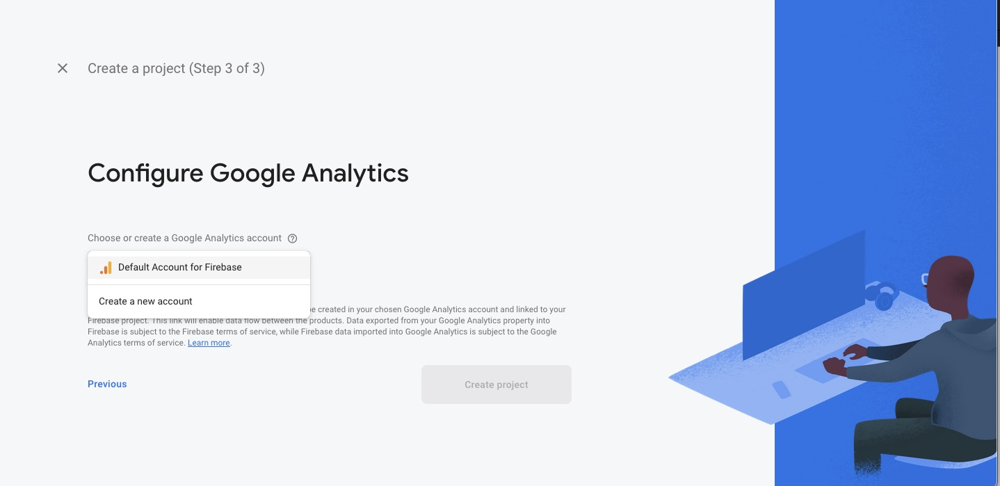 Create a project (Step 3 of 3)
Configure Google Analytics
Choose or create a Google Analytics account
Default Account for Firebase
Create a new account
created in your chosen Google Analytics account and linked to your
Firebase project. This link will enable data flow between the products. Data exported from your Google Analytics property into
Firebase is subject to the Firebase terms of service, while Firebase data imported into Google Analytics is subject to the Google
Analytics terms of service. Learn more.
Previous
Create project